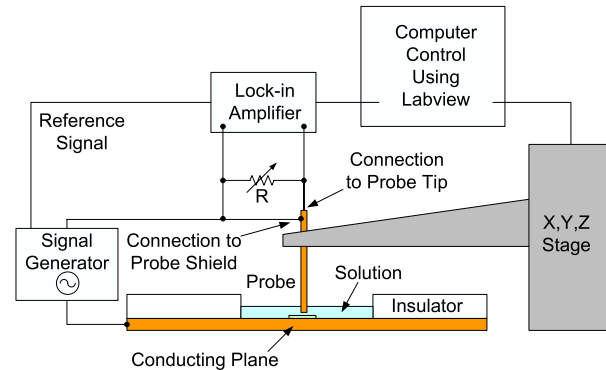 Computer
Control
Using
Labview
Lock-in
Amplifier
Reference
Signal
Connection
to Probe Tip
R
X,Y,Z
Stage
Signal
Generator
Connection to
Probe Shield
Probe
Solution
Insulator
Conducting Plane